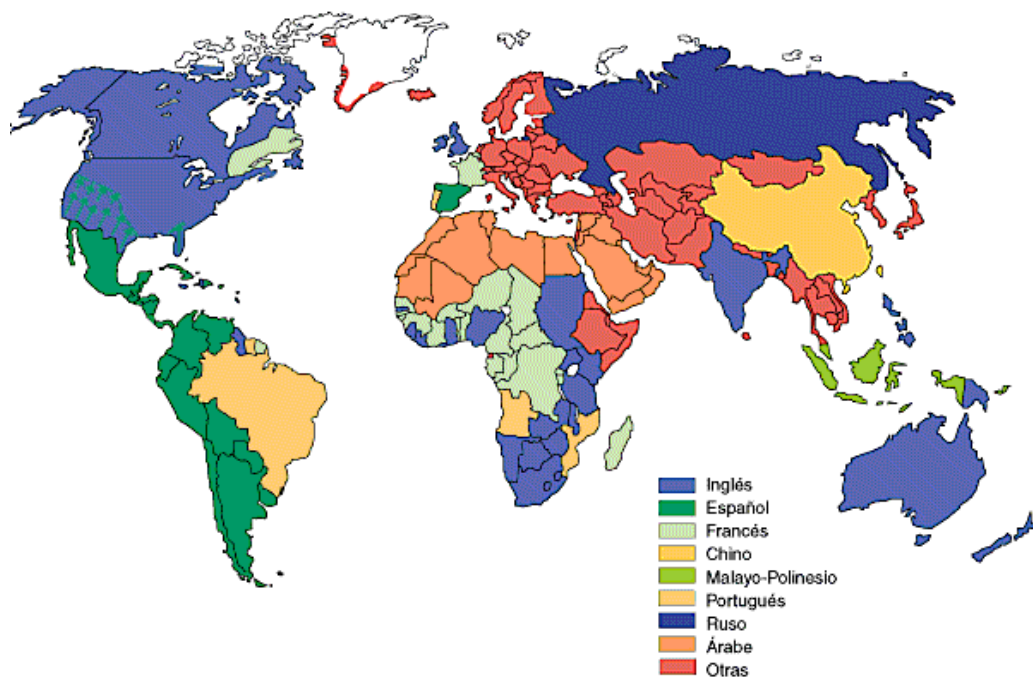 Inglés
Español
Francés
Chino
Malayo-Polinesio
Portugués
Ruso
Árabe
Otras